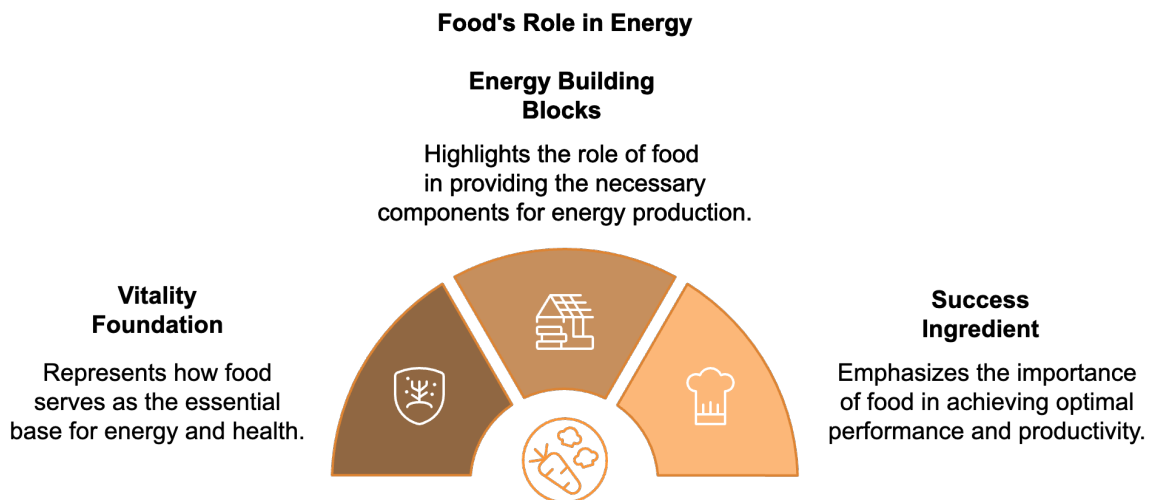 Food's Role in Energy
Energy Building
Blocks
Highlights the role of food
in providing the necessary
components for energy production.
Vitality
Foundation
Represents how food
serves as the essential
base for energy and health.
Success
Ingredient
Emphasizes the importance
of food in achieving optimal
performance and productivity.